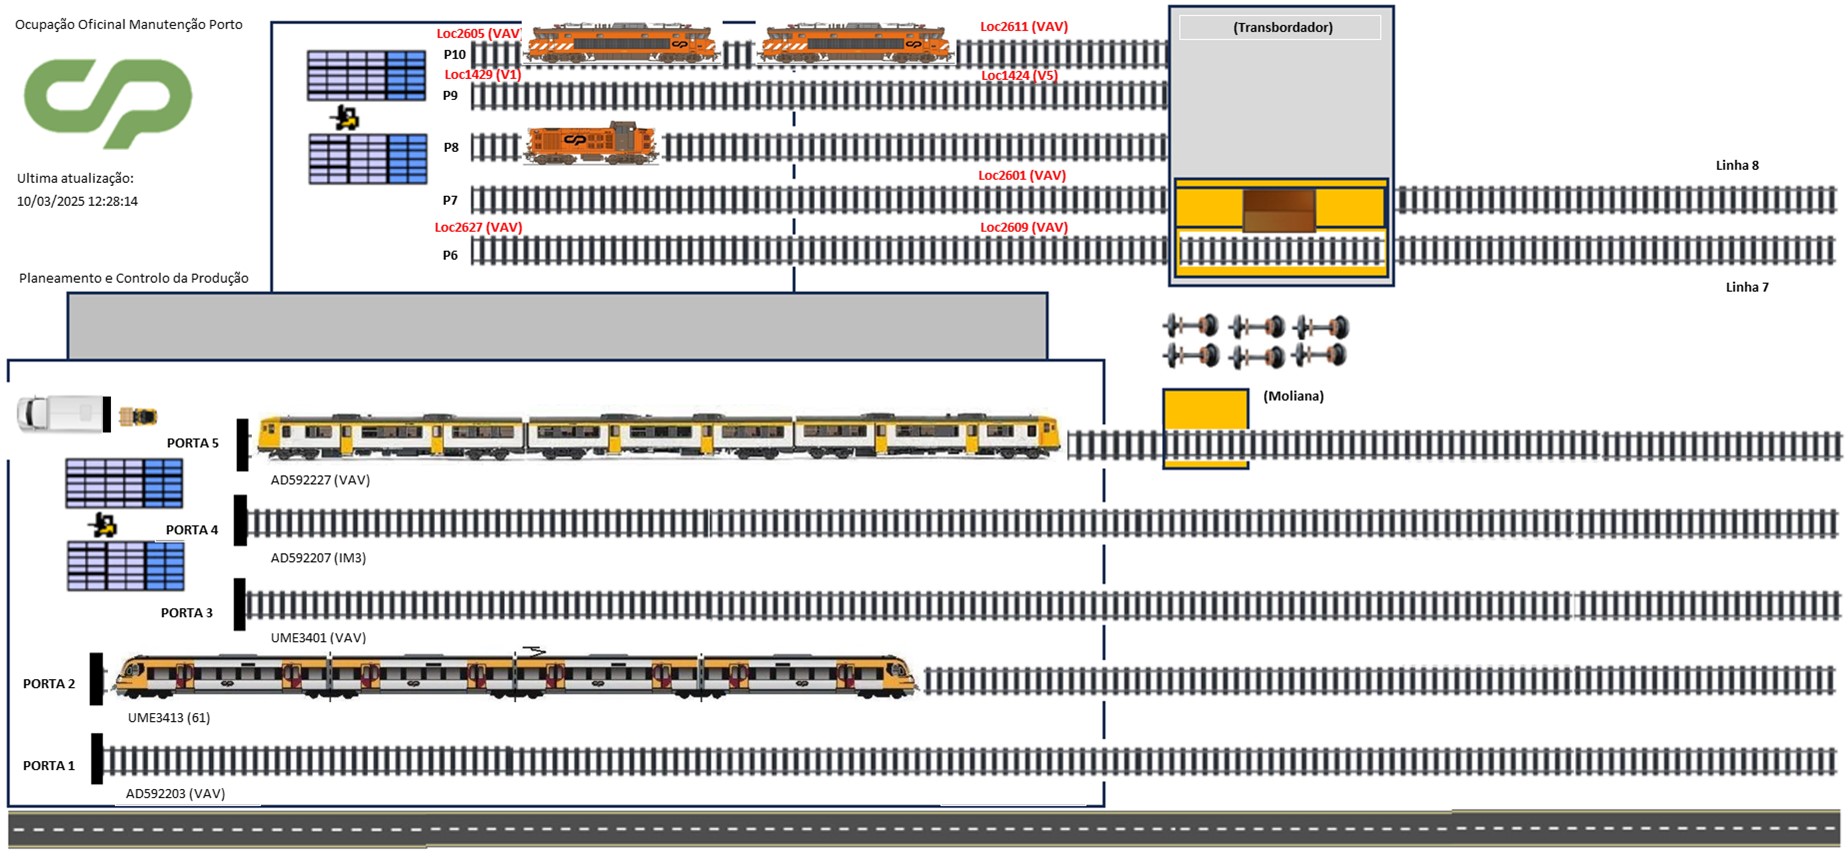 Ocupação Oficinal Manutenção Porto
Loc2605 (VAV)
Loc2611 (VAV)
(Transbordador)
P10
Loc1429 (V1)
Loc1424 (V5)
P9
P8
Ultima atualização:
10/03/2025 12:28:14
Loc2601 (VAV)
Linha 8
P7
Loc2627 (VAV)
Loc2609 (VAV)
P6
Planeamento e Controlo da Produção
Linha 7
(Moliana)
PORTA 5
AD592227 (VAV)
PORTA 4
AD592207 (IM3)
PORTA 3
UME3401 (VAV)
PORTA 2
UME3413 (61)
PORTA 1
AD592203 (VAV)